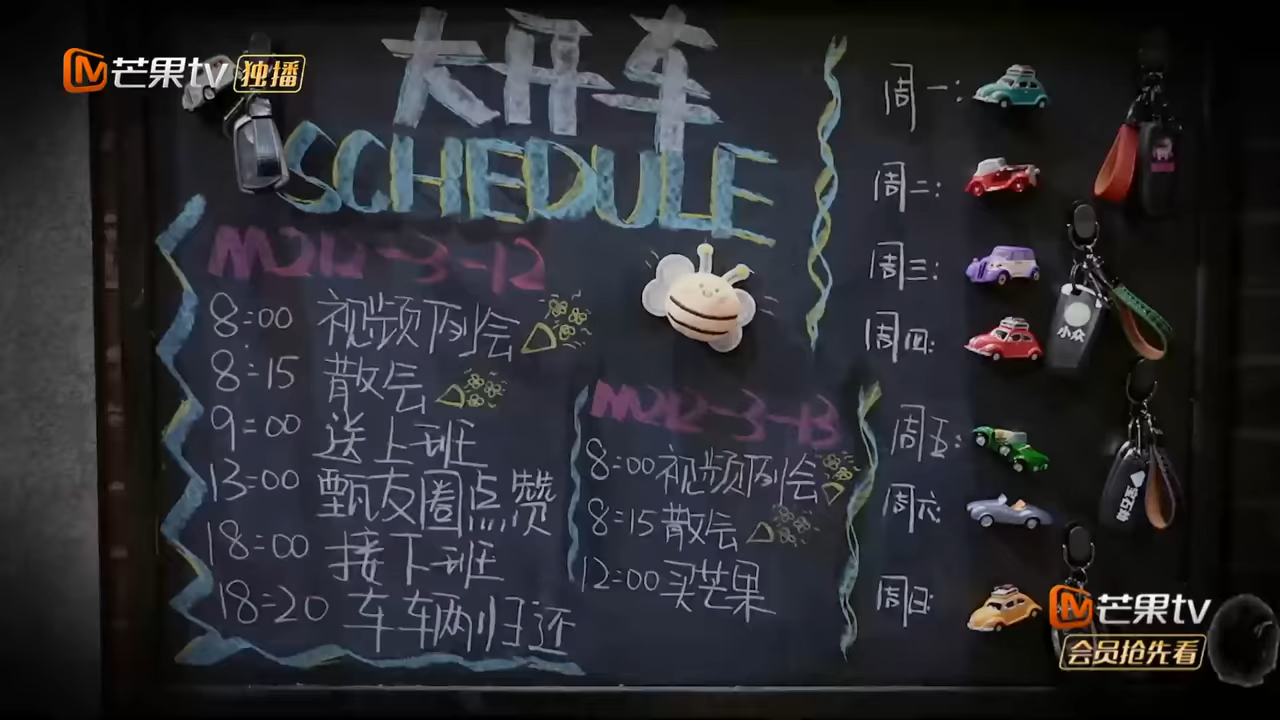 芒果tv 独播
大开车
SCHEDULE
M212-3-12
8:00 视频例会
8:15 散会
9:00 送上班
13:00 甄友圈点赞
18:00 接下班
18:20 车车辆归还
M212-3-13
8:00 视频例会
8:15 散会
12:00 买芒果
周一:
周二:
周三:
周四:
周五:
周六:
周日:
小众
芒果tv
会员抢先看